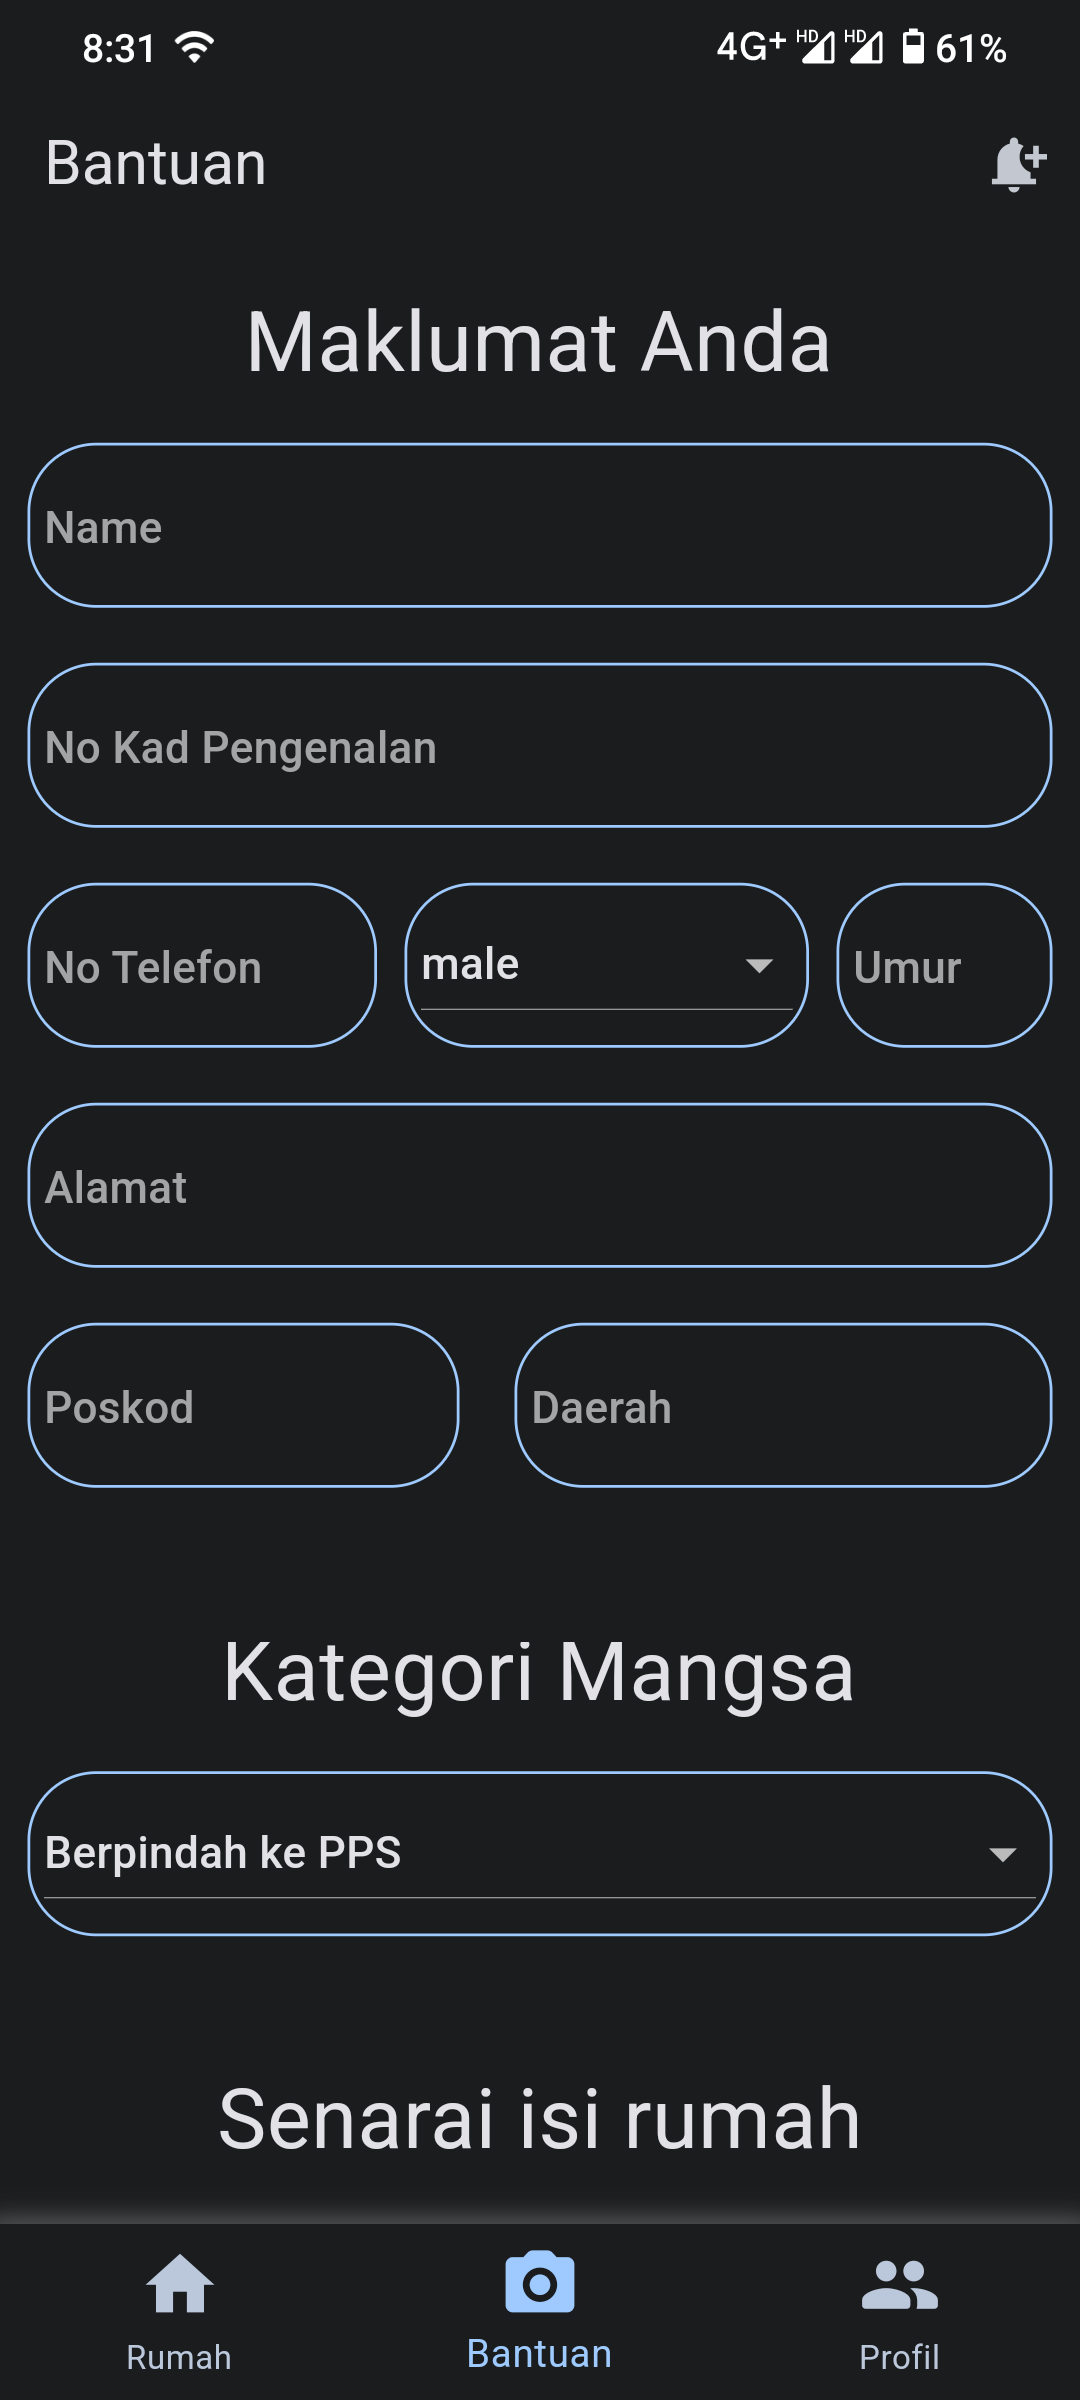 8:31 4G+ HD HD 61%
Bantuan
Maklumat Anda
Name
No Kad Pengenalan
No Telefon male Umur
Alamat
Poskod Daerah
Kategori Mangsa
Berpindah ke PPS
Senarai isi rumah
Rumah Bantuan Profil